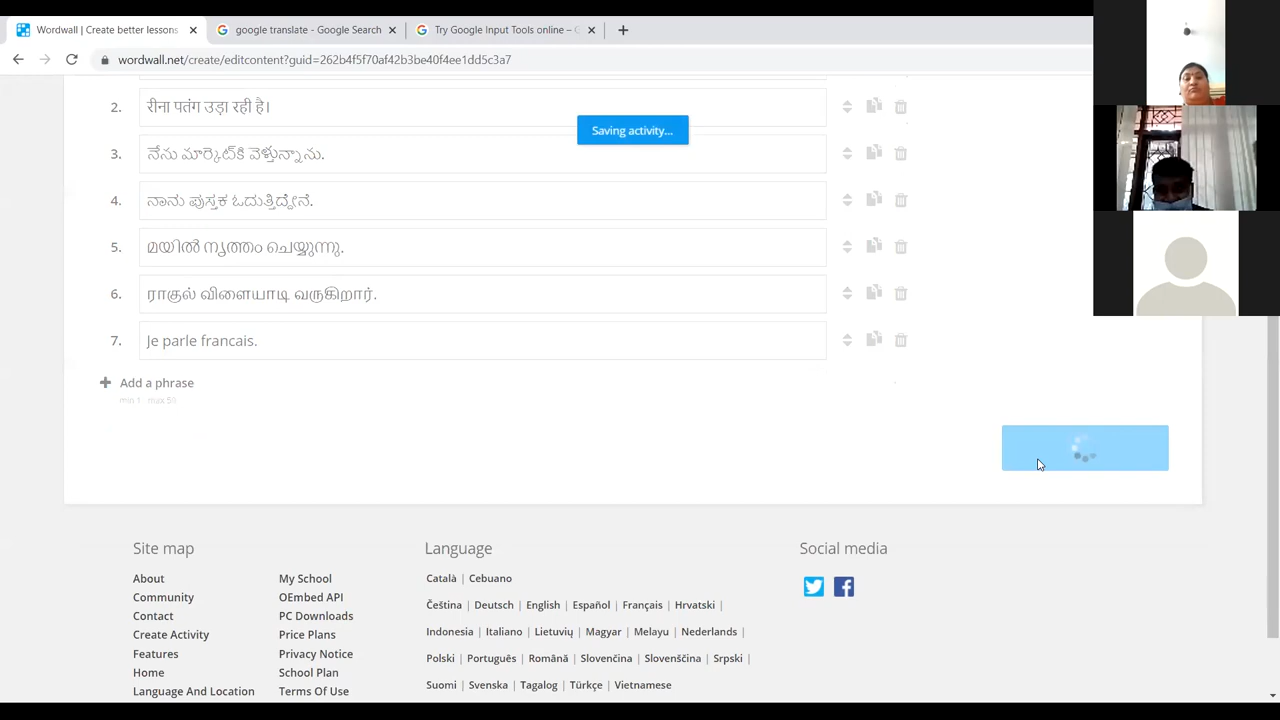 Wordwall | Create better lessons
google translate - Google Search
Try Google Input Tools online –
wordwall.net/create/editcontent?guid=262b4f5f70af42b3be40f4ee1dd5c3a7
2. रीना पतंग उड़ा रही है।
Saving activity...
3. నేను మార్కెట్‌కి వెళ్తున్నాను.
4. ನಾನು ಪುಸ್ತಕ ಓದುತ್ತಿದ್ದೇನೆ.
5. മയിൽ നൃത്തം ചെയ്യുന്നു.
6. ராகுல் விளையாடி வருகிறார்.
7. Je parle francais.
Add a phrase
min 1 max 50
Site map
Language
Social media
About
My School
Català | Cebuano
Community
OEmbed API
Čeština | Deutsch | English | Español | Français | Hrvatski |
Contact
PC Downloads
Create Activity
Price Plans
Indonesia | Italiano | Lietuvių | Magyar | Melayu | Nederlands |
Features
Privacy Notice
Polski | Português | Română | Slovenčina | Slovenščina | Srpski |
Home
School Plan
Language And Location
Terms Of Use
Suomi | Svenska | Tagalog | Türkçe | Vietnamese